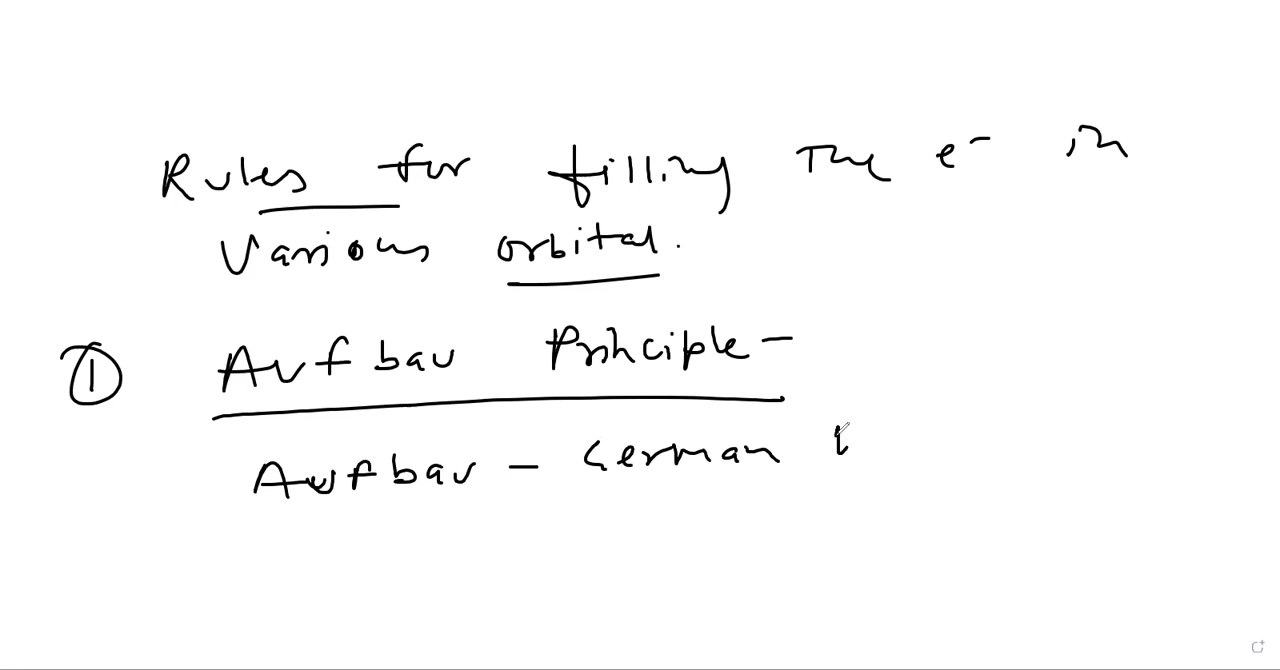 Rules for filling The e⁻ in
Various orbital.
① Aufbau Principle -
Aufbau - German